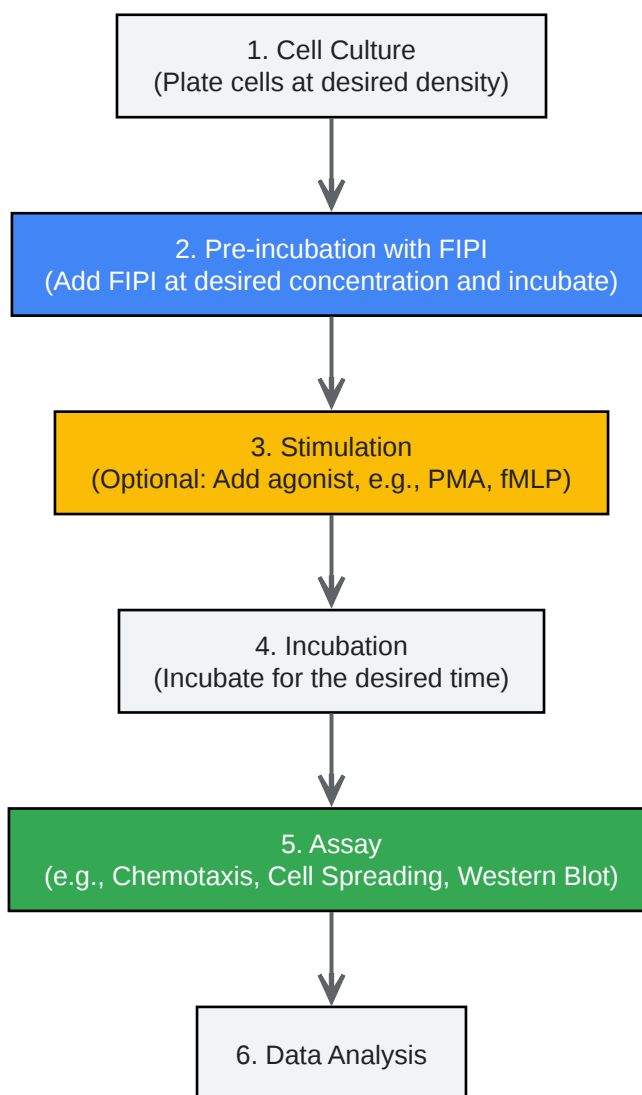 1. Cell Culture
(Plate cells at desired density)
2. Pre-incubation with FIPI
(Add FIPI at desired concentration and incubate)
3. Stimulation
(Optional: Add agonist, e.g., PMA, fMLP)
4. Incubation
(Incubate for the desired time)
5. Assay
(e.g., Chemotaxis, Cell Spreading, Western Blot)
6. Data Analysis